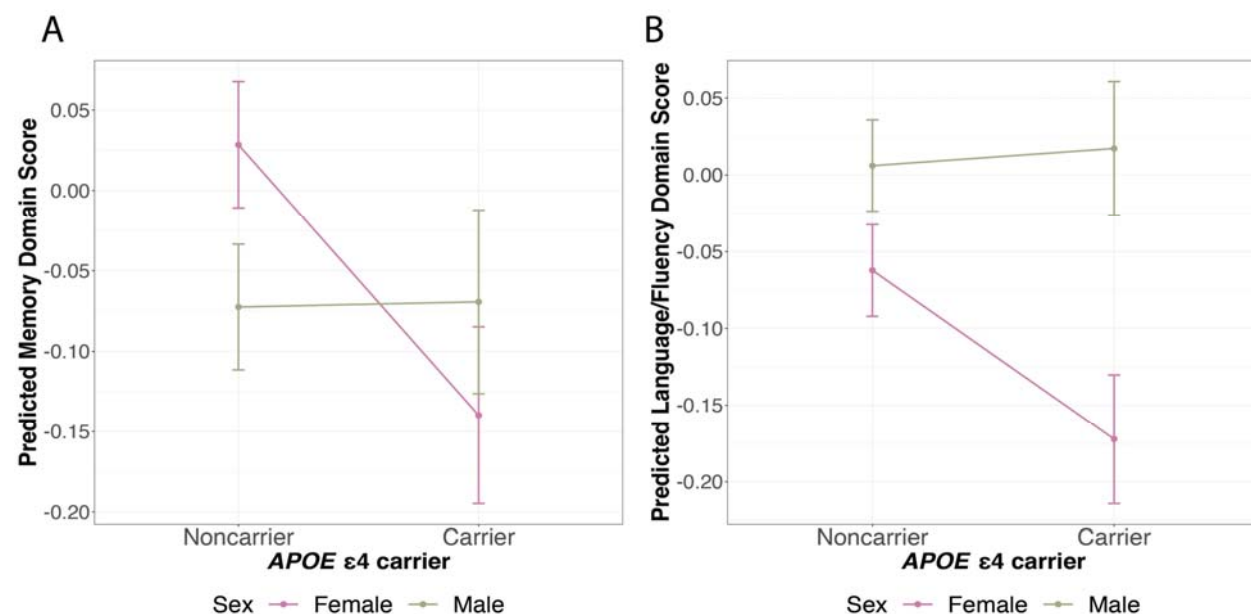 A
Predicted Memory Domain Score
0.05
0.00
-0.05
-0.10
-0.15
-0.20
Noncarrier Carrier
APOE ε4 carrier
Sex Female Male
B
Predicted Language/Fluency Domain Score
0.05
0.00
-0.05
-0.10
-0.15
-0.20
Noncarrier Carrier
APOE ε4 carrier
Sex Female Male